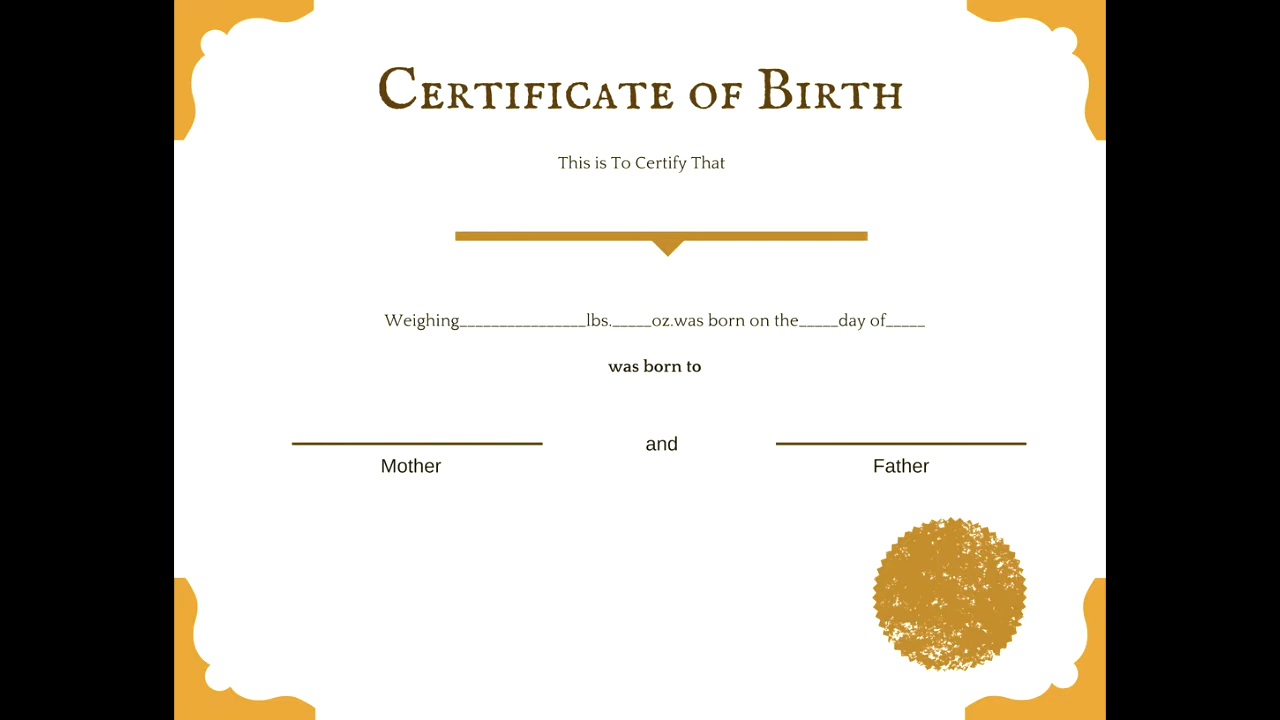 Certificate of Birth
This is To Certify That
Weighing________________lbs._____oz.was born on the_____day of_____
was born to
and
Mother Father